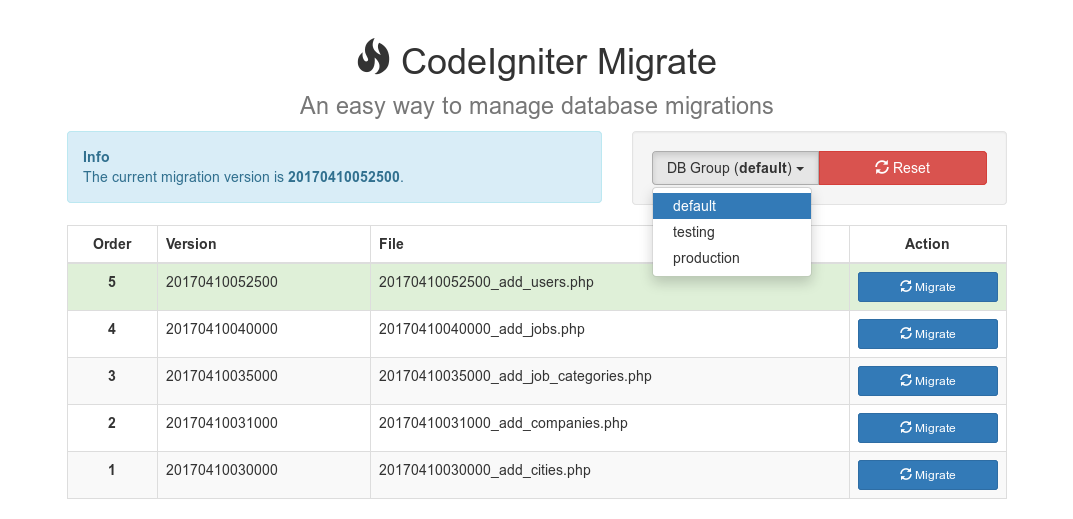 CodeIgniter Migrate
An easy way to manage database migrations
Info
The current migration version is 20170410052500.
DB Group (default)
Reset
default
testing
production
Order Version File Action
5 20170410052500 20170410052500_add_users.php Migrate
4 20170410040000 20170410040000_add_jobs.php Migrate
3 20170410035000 20170410035000_add_job_categories.php Migrate
2 20170410031000 20170410031000_add_companies.php Migrate
1 20170410030000 20170410030000_add_cities.php Migrate